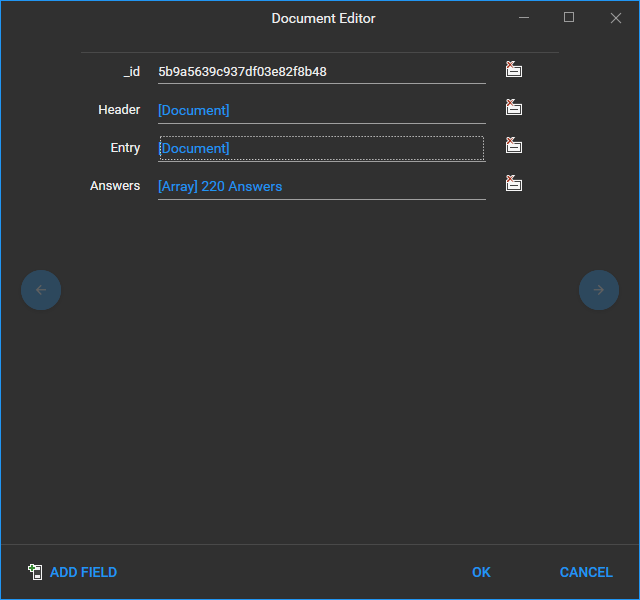 Document Editor
_id 5b9a5639c937df03e82f8b48
Header [Document]
Entry [Document]
Answers [Array] 220 Answers
ADD FIELD OK CANCEL